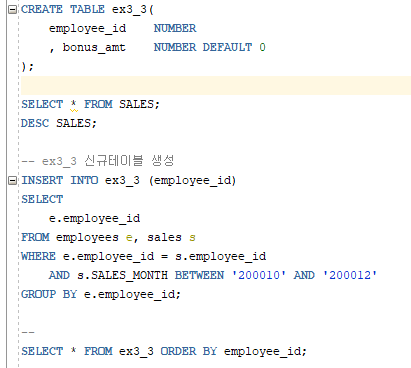 CREATE TABLE ex3_3(
    employee_id    NUMBER
    , bonus_amt    NUMBER DEFAULT 0
);

SELECT * FROM SALES;
DESC SALES;

-- ex3_3 신규테이블 생성
INSERT INTO ex3_3 (employee_id)
SELECT
    e.employee_id
FROM employees e, sales s
WHERE e.employee_id = s.employee_id
    AND s.SALES_MONTH BETWEEN '200010' AND '200012'
GROUP BY e.employee_id;

--
SELECT * FROM ex3_3 ORDER BY employee_id;